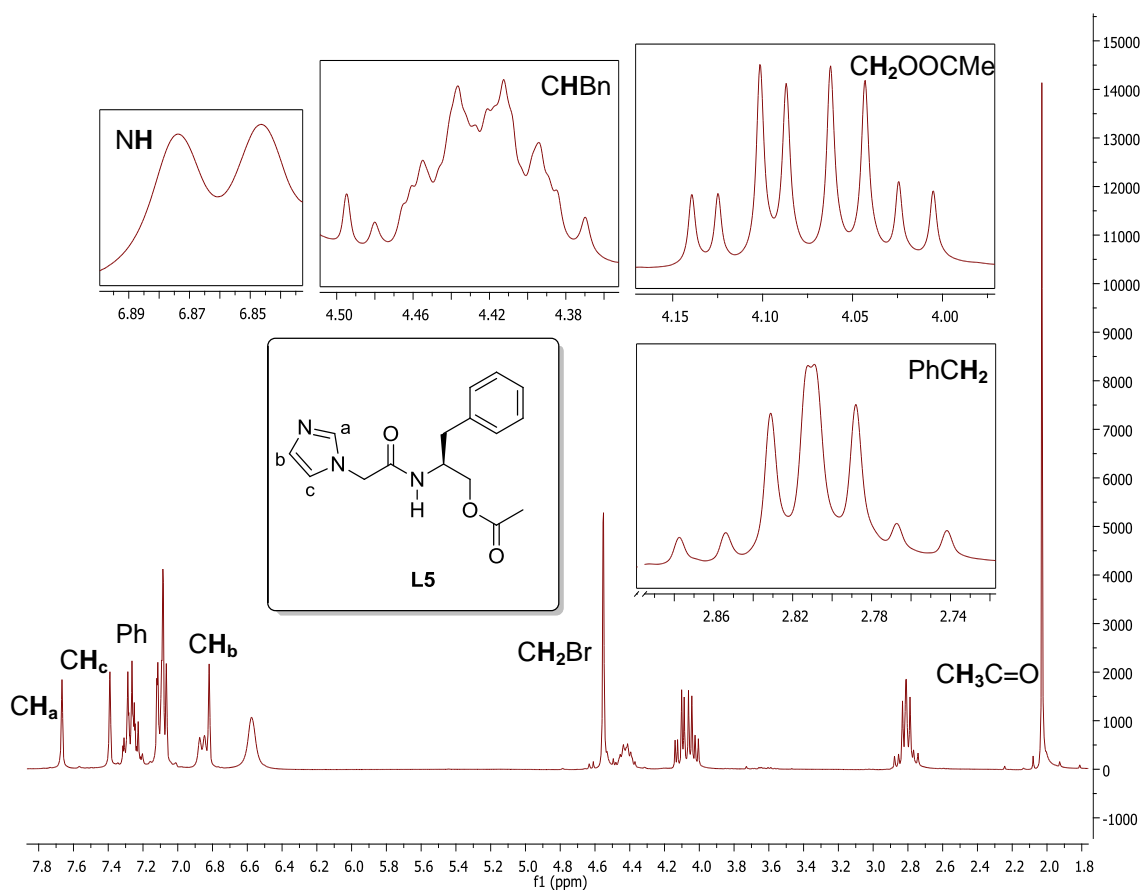 NH
6.89 6.87 6.85
CHBn
4.50 4.46 4.42 4.38
CH2OOCMe
4.15 4.10 4.05 4.00
PhCH2
2.86 2.82 2.78 2.74
N
a
b
c
N
O
N
H
O
O
L5
CHa
CHc
Ph
CHb
CH2Br
CH3C=O
15000
14000
13000
12000
11000
10000
9000
8000
7000
6000
5000
4000
3000
2000
1000
0
-1000
7.8 7.6 7.4 7.2 7.0 6.8 6.6 6.4 6.2 6.0 5.8 5.6 5.4 5.2 5.0 4.8 4.6 4.4 4.2 4.0 3.8 3.6 3.4 3.2 3.0 2.8 2.6 2.4 2.2 2.0 1.8
f1 (ppm)